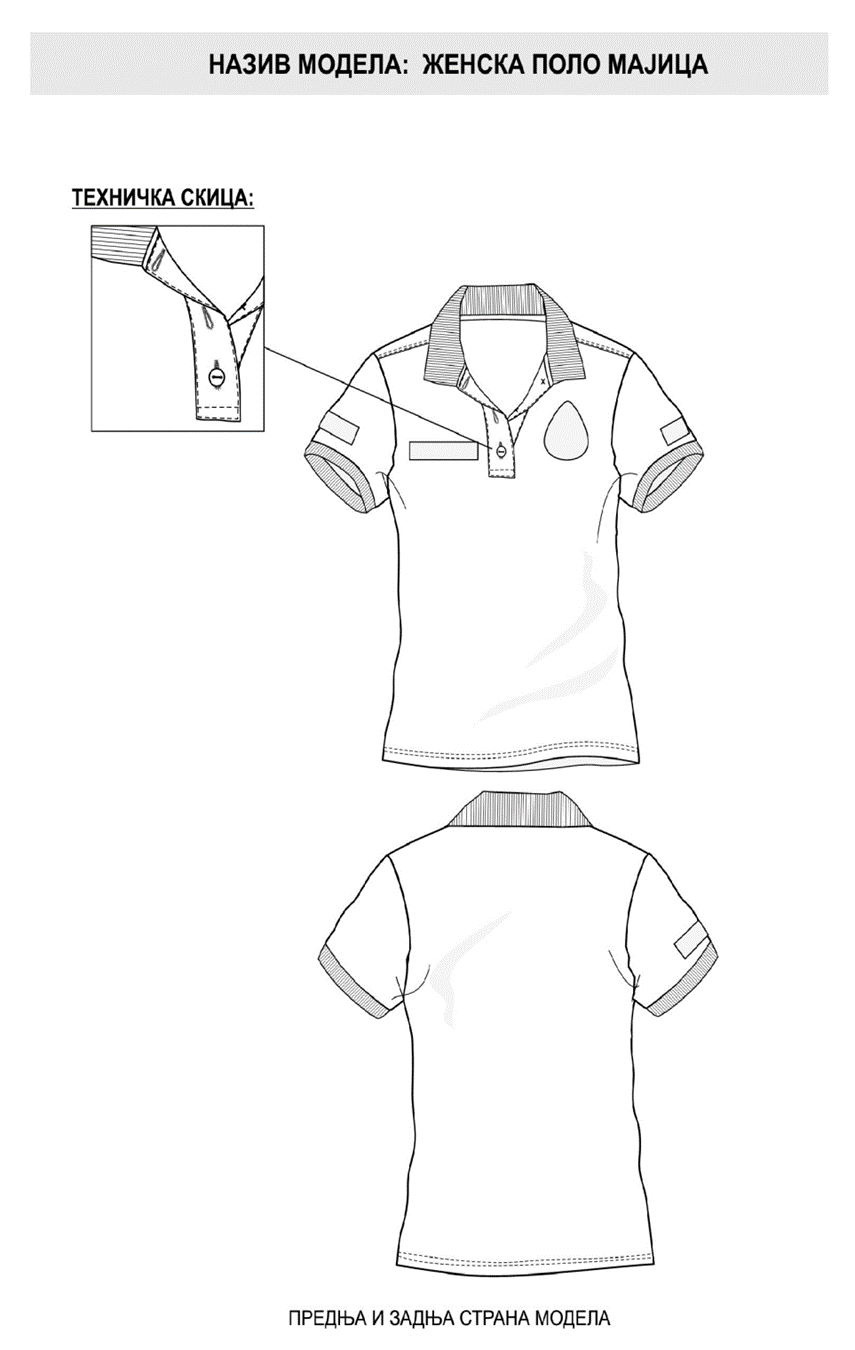 НАЗИВ МОДЕЛА: ЖЕНСКА ПОЛО МАЈИЦА
ТЕХНИЧКА СКИЦА:
ПРЕДЊА И ЗАДЊА СТРАНА МОДЕЛА